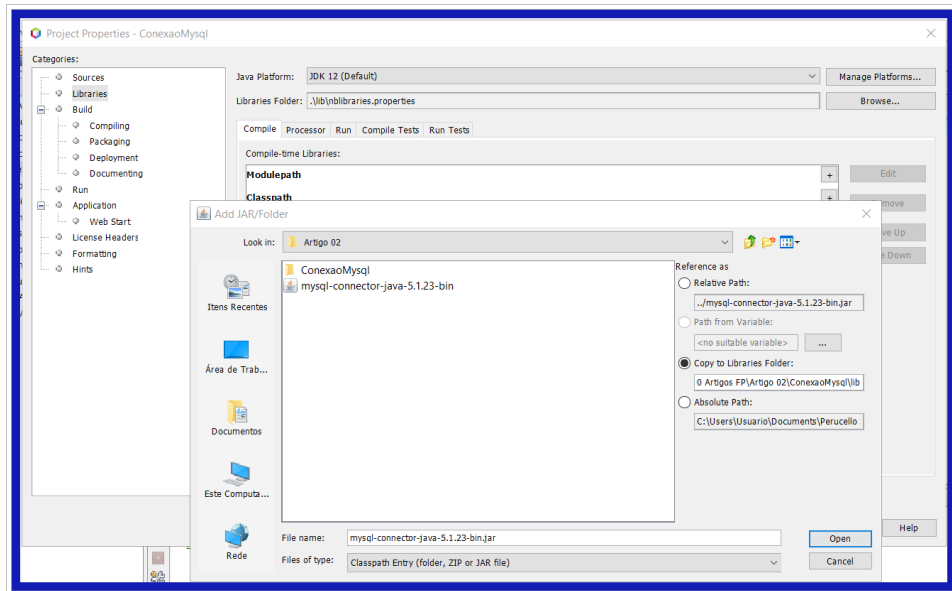 Project Properties - ConexaoMysql
Categories:
Sources
Libraries
Build
Compiling
Packaging
Deployment
Documenting
Run
Application
Web Start
License Headers
Formatting
Hints
Java Platform: JDK 12 (Default) Manage Platforms...
Libraries Folder: .\lib\nblibraries.properties Browse...
Compile Processor Run Compile Tests Run Tests
Compile-time Libraries:
Modulepath + Edit
Classpath +
Add JAR/Folder
Look in: Artigo 02
Itens Recentes
Área de Trab...
Documentos
Este Computa...
Rede
ConexaoMysql
mysql-connector-java-5.1.23-bin
Reference as
Relative Path:
../mysql-connector-java-5.1.23-bin.jar
Path from Variable:
<no suitable variable> ...
Copy to Libraries Folder:
0 Artigos FP\Artigo 02\ConexaoMysql\lib
Absolute Path:
C:\Users\Usuario\Documents\Perucello
File name: mysql-connector-java-5.1.23-bin.jar Open
Files of type: Classpath Entry (folder, ZIP or JAR file) Cancel
Help